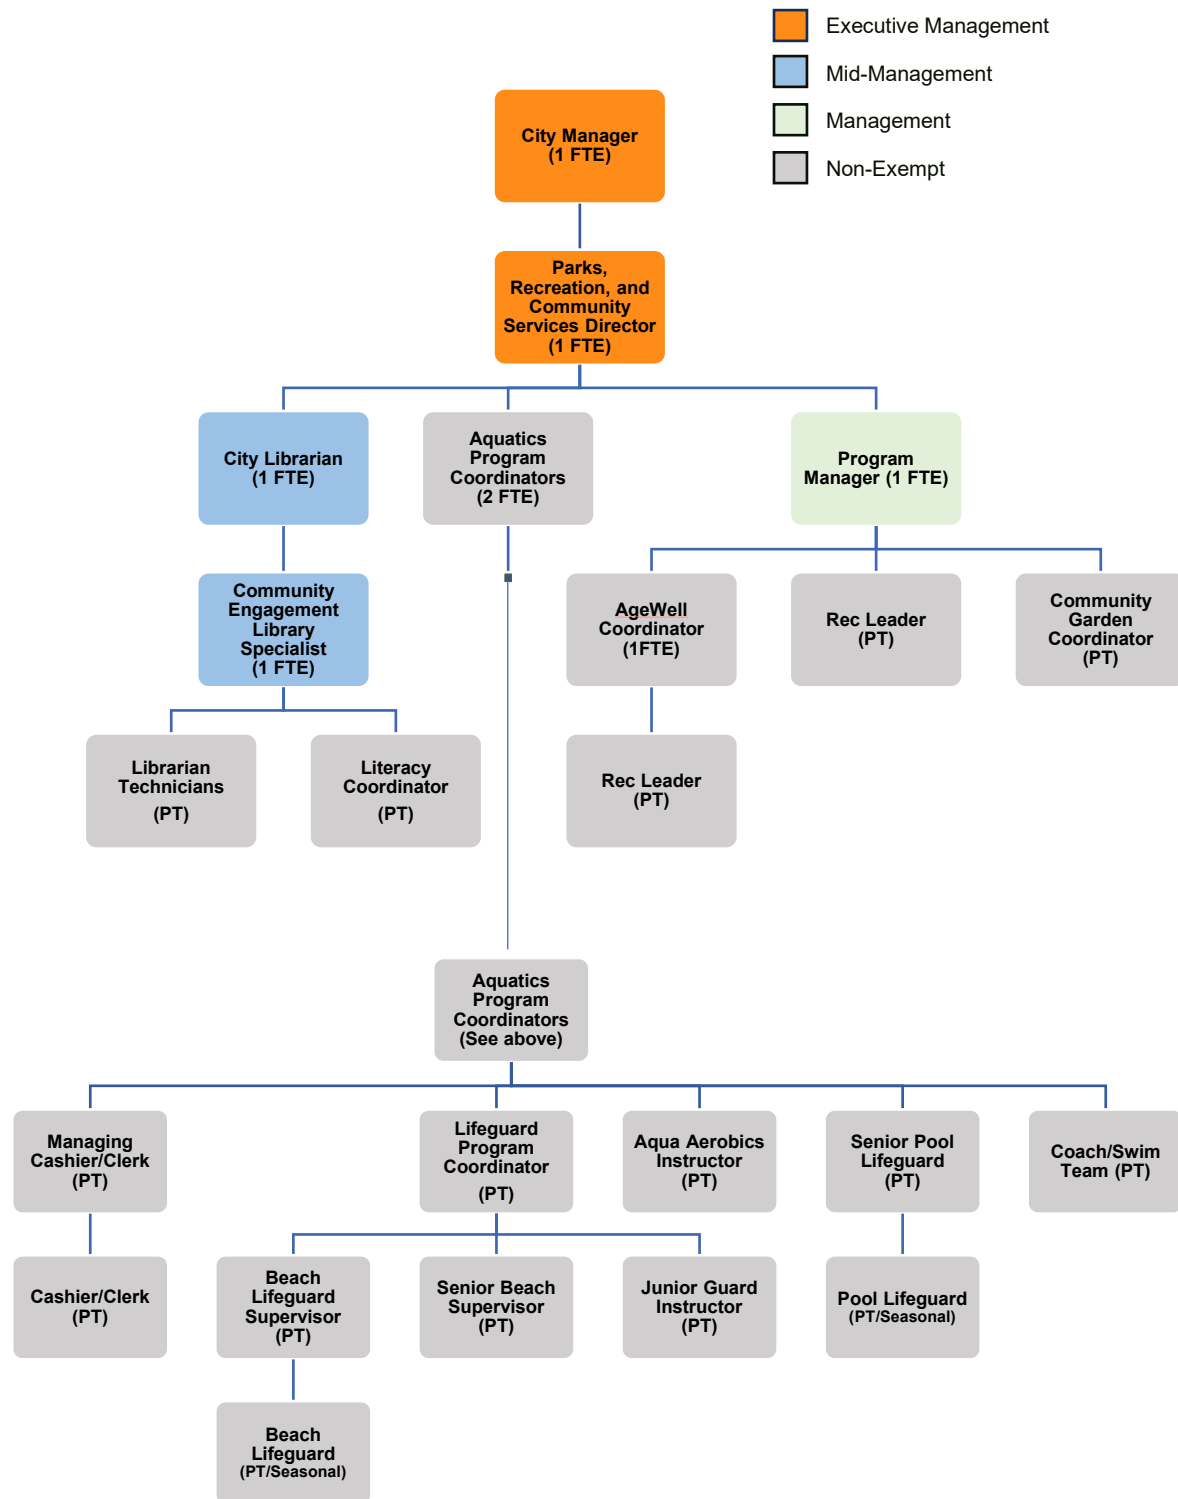 Executive Management
Mid-Management
Management
Non-Exempt
City Manager
(1 FTE)
Parks,
Recreation, and
Community
Services Director
(1 FTE)
City Librarian
(1 FTE)
Aquatics
Program
Coordinators
(2 FTE)
Program
Manager (1 FTE)
Community
Engagement
Library
Specialist
(1 FTE)
AgeWell
Coordinator
(1FTE)
Rec Leader
(PT)
Community
Garden
Coordinator
(PT)
Librarian
Technicians
(PT)
Literacy
Coordinator
(PT)
Rec Leader
(PT)
Aquatics
Program
Coordinators
(See above)
Managing
Cashier/Clerk
(PT)
Lifeguard
Program
Coordinator
(PT)
Aqua Aerobics
Instructor
(PT)
Senior Pool
Lifeguard
(PT)
Coach/Swim
Team (PT)
Cashier/Clerk
(PT)
Beach
Lifeguard
Supervisor
(PT)
Senior Beach
Supervisor
(PT)
Junior Guard
Instructor
(PT)
Pool Lifeguard
(PT/Seasonal)
Beach
Lifeguard
(PT/Seasonal)